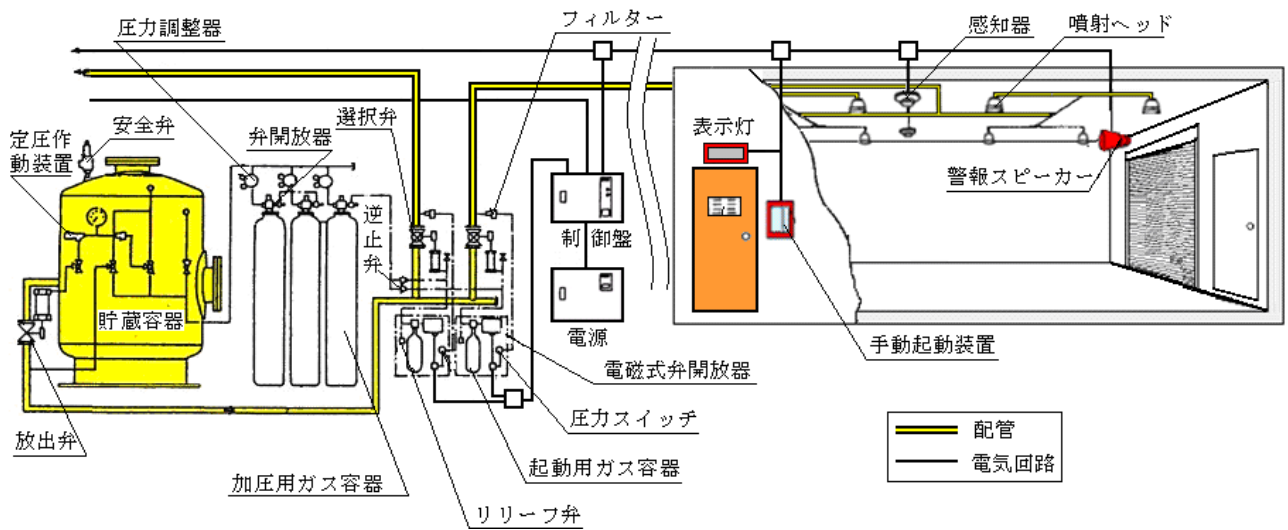 圧力調整器
フィルター
感知器
噴射ヘッド
定圧作
動装置
安全弁
弁開放器
選択弁
表示灯
警報スピーカー
逆止弁
制御盤
貯蔵容器
電源
手動起動装置
電磁式弁開放器
圧力スイッチ
放出弁
加圧用ガス容器
起動用ガス容器
リリーフ弁
配管
電気回路